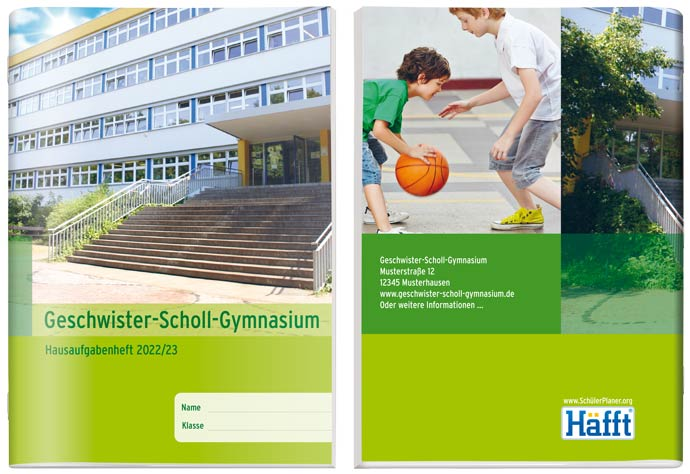 Geschwister-Scholl-Gymnasium
Hausaufgabenheft 2022/23
Name
Klasse
Geschwister-Scholl-Gymnasium
Musterstraße 12
12345 Musterhausen
www.geschwister-scholl-gymnasium.de
Oder weitere Informationen ...
www.SchülerPlaner.org
Häfft®